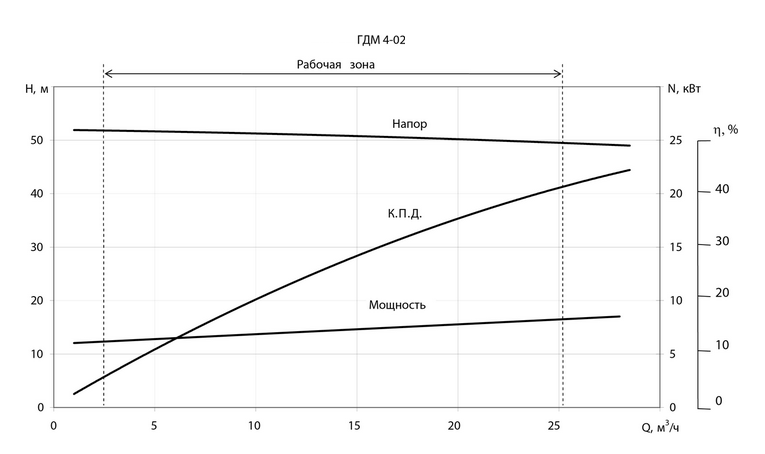 ГДМ 4-02
Рабочая зона
H, м
N, кВт
η, %
Напор
50
25
40
20
40
К.П.Д.
30
15
30
20
10
20
Мощность
10
5
10
0
0
0
0 5 10 15 20 25 Q, м³/ч